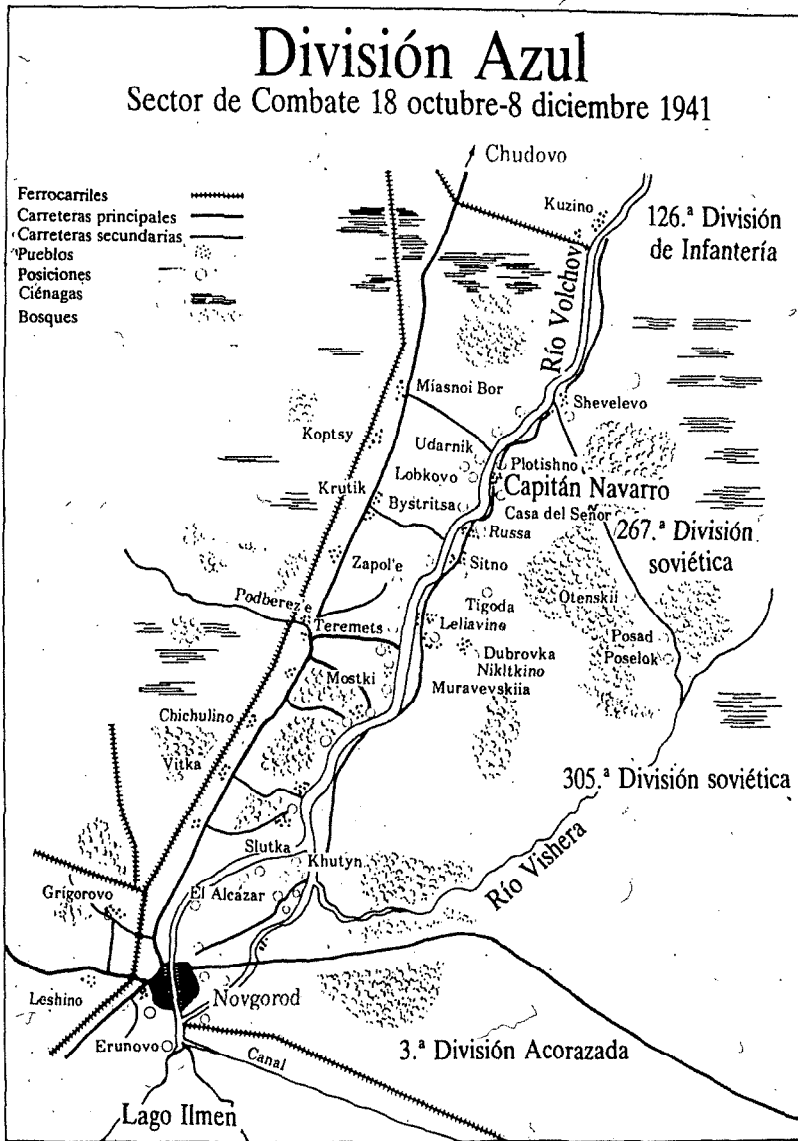 División Azul
Sector de Combate 18 octubre-8 diciembre 1941
Chudovo
Ferrocarriles
Carreteras principales
Carreteras secundarias
Pueblos
Posiciones
Ciénagas
Bosques
Kuzino
126.ª División
de Infantería
Río Volchov
Míasnoi Bor
Shevelevo
Koptsy
Udarnik
Plotishno
Lobkovo
Capitán Navarro
Krutik
Bystritsa
Casa del Señor
Russa
267.ª División
soviética
Zapol'e
Sitno
Podberez'e
Tigoda
Otenskii
Teremets
Leliavino
Posad
Dubrovka
Poselok
Nikltkino
Mostki
Muravevskiia
Chichulino
Vitka
305.ª División soviética
Slutka
Khutyn
Río Vishera
Grigorovo
El Alcázar
Leshino
Novgorod
Erunovo
Canal
3.ª División Acorazada
Lago Ilmen